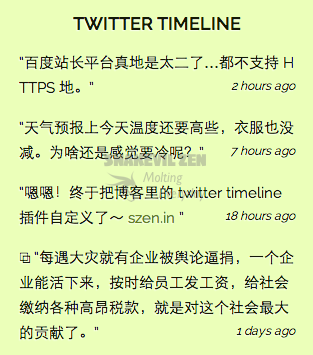 TWITTER TIMELINE
"百度站长平台真地是太二了…都不支持 H
TTPS 地。"
2 hours ago
"天气预报上今天温度还要高些，衣服也没
减。为啥还是感觉要冷呢？"
7 hours ago
SNAKEVIL ZEN
Molting
"嗯嗯！终于把博客里的 twitter timeline
插件自定义了～ szen.in "
18 hours ago
"每遇大灾就有企业被舆论逼捐，一个企
业能活下来，按时给员工发工资，给社会
缴纳各种高昂税款，就是对这个社会最大
的贡献了。"
1 days ago